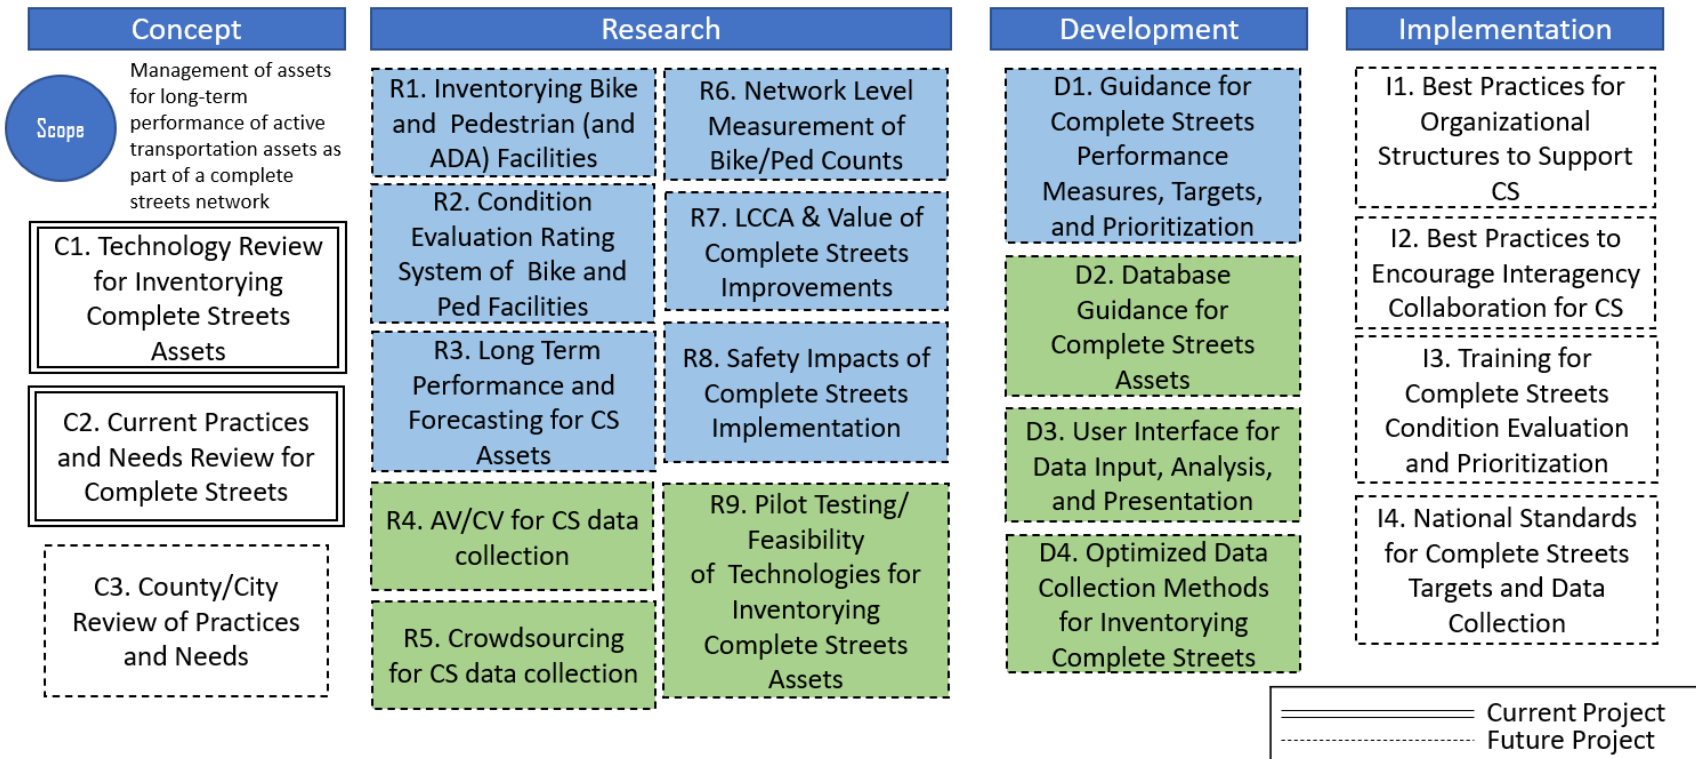 Concept
Scope
Management of assets
for long-term
performance of active
transportation assets as
part of a complete
streets network
C1. Technology Review
for Inventorying
Complete Streets
Assets
C2. Current Practices
and Needs Review for
Complete Streets
C3. County/City
Review of Practices
and Needs
Research
R1. Inventorying Bike
and Pedestrian (and
ADA) Facilities
R2. Condition
Evaluation Rating
System of Bike and
Ped Facilities
R3. Long Term
Performance and
Forecasting for CS
Assets
R4. AV/CV for CS data
collection
R5. Crowdsourcing
for CS data collection
R6. Network Level
Measurement of
Bike/Ped Counts
R7. LCCA & Value of
Complete Streets
Improvements
R8. Safety Impacts of
Complete Streets
Implementation
R9. Pilot Testing/
Feasibility
of Technologies for
Inventorying
Complete Streets
Assets
Development
D1. Guidance for
Complete Streets
Performance
Measures, Targets,
and Prioritization
D2. Database
Guidance for
Complete Streets
Assets
D3. User Interface for
Data Input, Analysis,
and Presentation
D4. Optimized Data
Collection Methods
for Inventorying
Complete Streets
Implementation
I1. Best Practices for
Organizational
Structures to Support
CS
I2. Best Practices to
Encourage Interagency
Collaboration for CS
I3. Training for
Complete Streets
Condition Evaluation
and Prioritization
I4. National Standards
for Complete Streets
Targets and Data
Collection
Current Project
Future Project